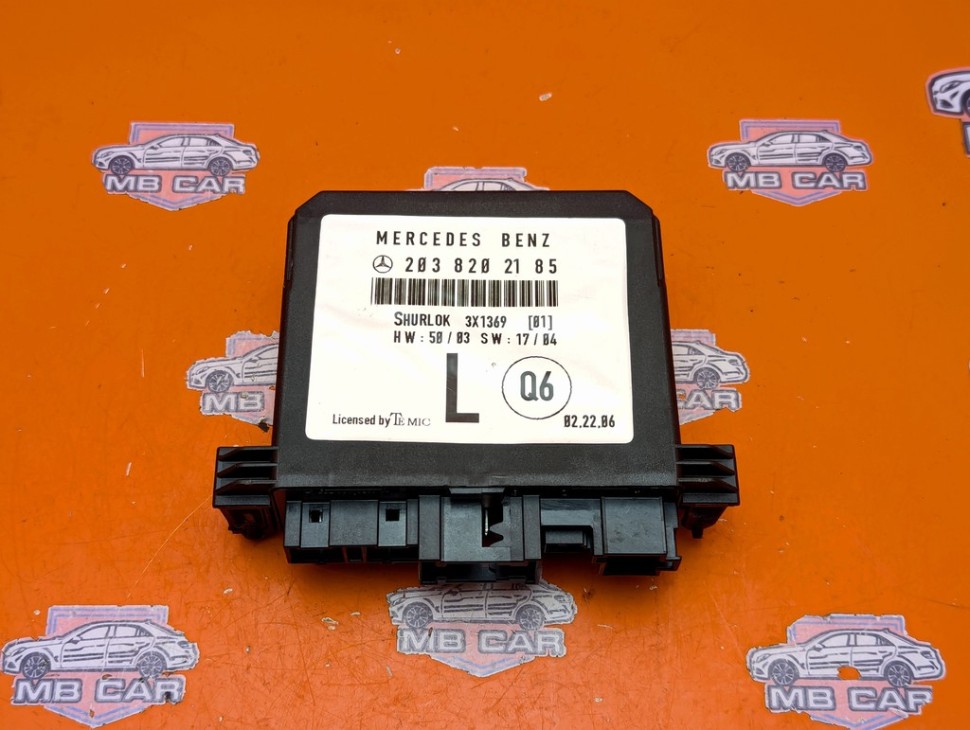 MB CAR
MB CAR
MERCEDES BENZ
203 820 21 85
SHURLOK 3X1369 [01]
HW: 50/03 SW: 17/04
MB
CAR
L
Q6
Licensed by TEMIC
02.22.06
MB CAR
MB CAR
MB CAR